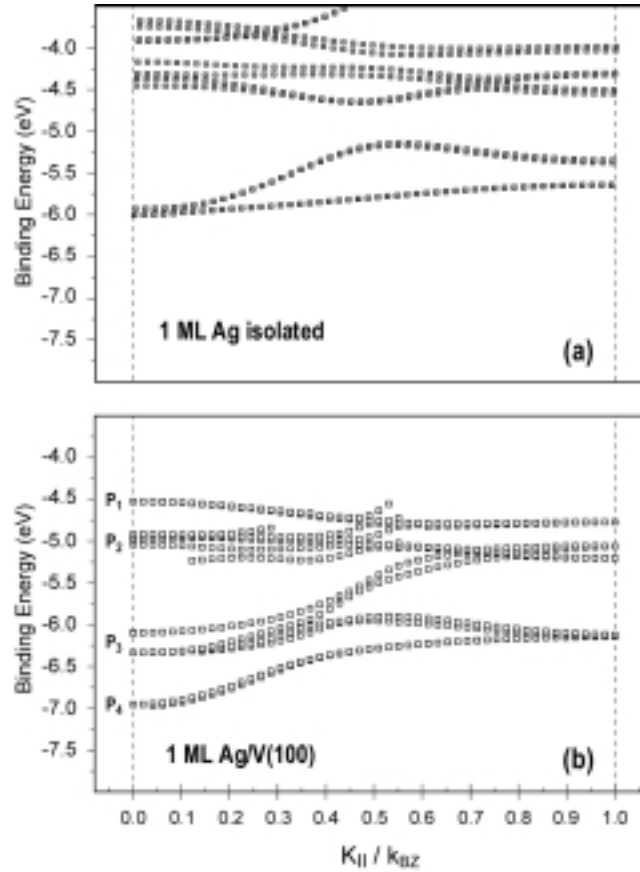 -4.0
-4.5
-5.0
-5.5
-6.0
-6.5
-7.0
-7.5
Binding Energy (eV)
1 ML Ag isolated
(a)
-4.0
-4.5
-5.0
-5.5
-6.0
-6.5
-7.0
-7.5
Binding Energy (eV)
P1
P2
P3
P4
1 ML Ag/V(100)
(b)
0.0 0.1 0.2 0.3 0.4 0.5 0.6 0.7 0.8 0.9 1.0
K|| / kBZ